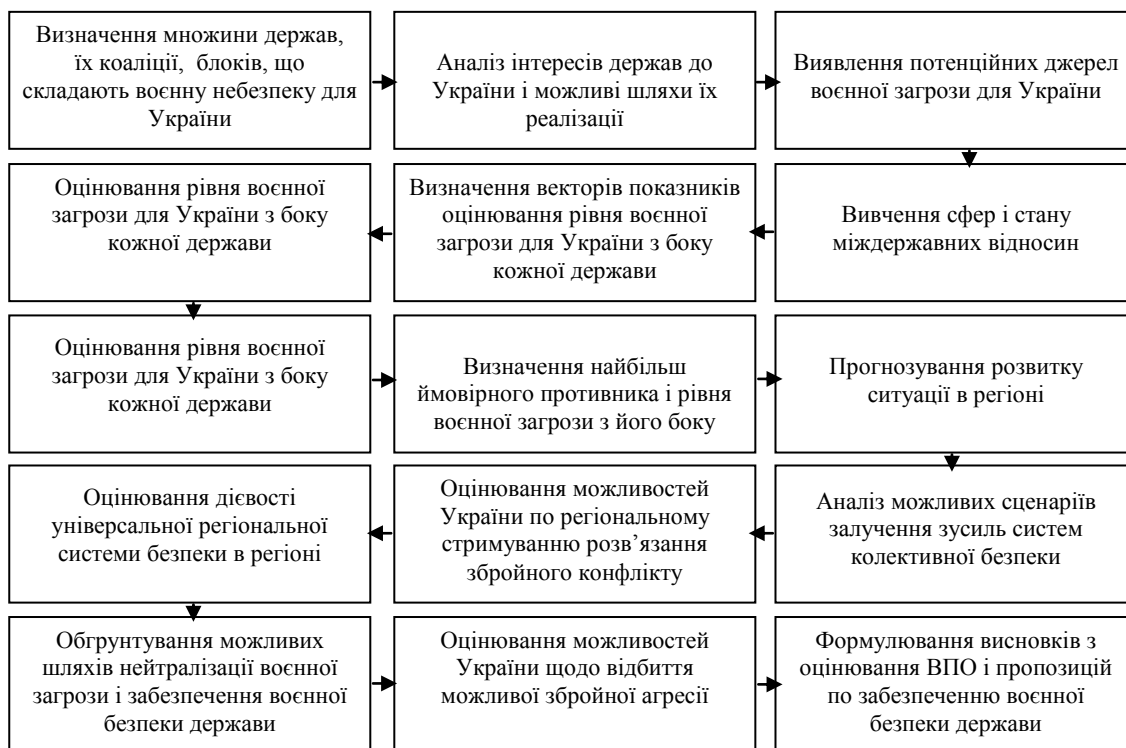 Визначення множини держав,
їх коаліції, блоків, що
складають воєнну небезпеку для
України
Аналіз інтересів держав до
України і можливі шляхи їх
реалізації
Виявлення потенційних джерел
воєнної загрози для України
Вивчення сфер і стану
міждержавних відносин
Визначення векторів показників
оцінювання рівня воєнної
загрози для України з боку
кожної держави
Оцінювання рівня воєнної
загрози для України з боку
кожної держави
Оцінювання рівня воєнної
загрози для України з боку
кожної держави
Визначення найбільш
ймовірного противника і рівня
воєнної загрози з його боку
Прогнозування розвитку
ситуації в регіоні
Аналіз можливих сценаріїв
залучення зусиль систем
колективної безпеки
Оцінювання можливостей
України по регіональному
стримуванню розв’язання
збройного конфлікту
Оцінювання дієвості
універсальної регіональної
системи безпеки в регіоні
Обгрунтування можливих
шляхів нейтралізації воєнної
загрози і забезпечення воєнної
безпеки держави
Оцінювання можливостей
України щодо відбиття
можливої збройної агресії
Формулювання висновків з
оцінювання ВПО і пропозицій
по забезпеченню воєнної
безпеки держави